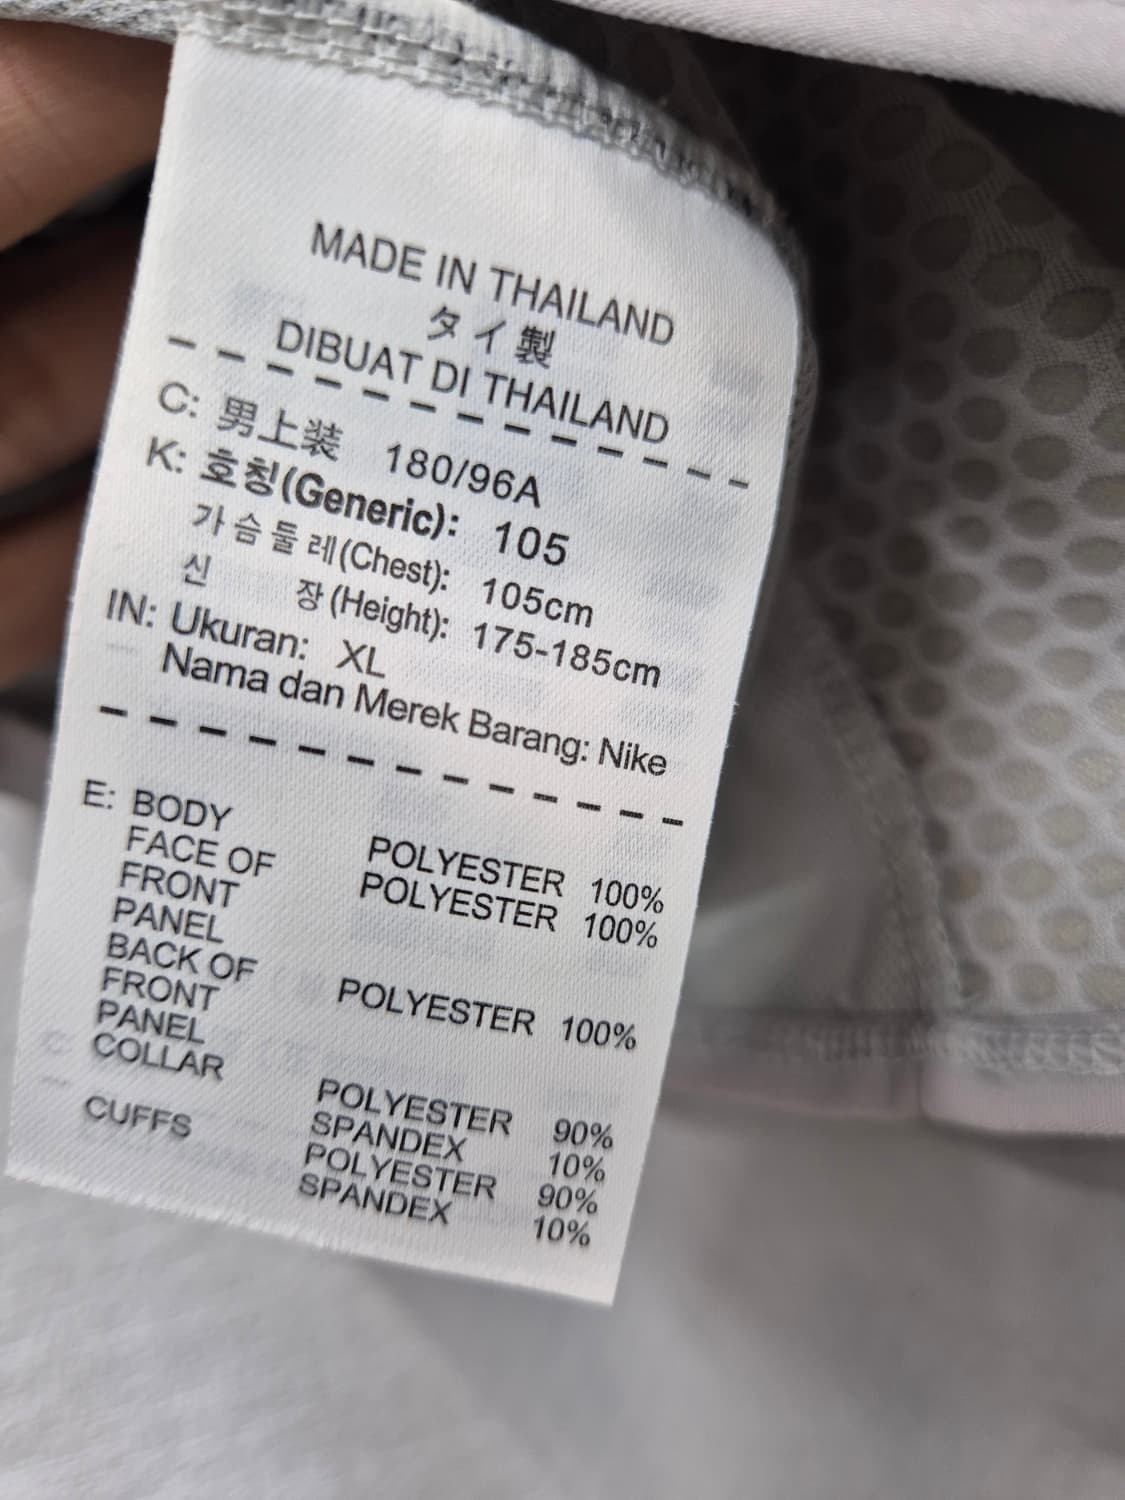 MADE IN THAILAND
タイ製
DIBUAT DI THAILAND
C: 男上装 180/96A
K: 호칭(Generic): 105
가슴둘레(Chest): 105cm
신 장(Height): 175-185cm
IN: Ukuran: XL
Nama dan Merek Barang: Nike
E: BODY POLYESTER 100%
FACE OF POLYESTER 100%
FRONT
PANEL
BACK OF POLYESTER 100%
FRONT
PANEL
COLLAR POLYESTER 90%
SPANDEX 10%
CUFFS POLYESTER 90%
SPANDEX 10%